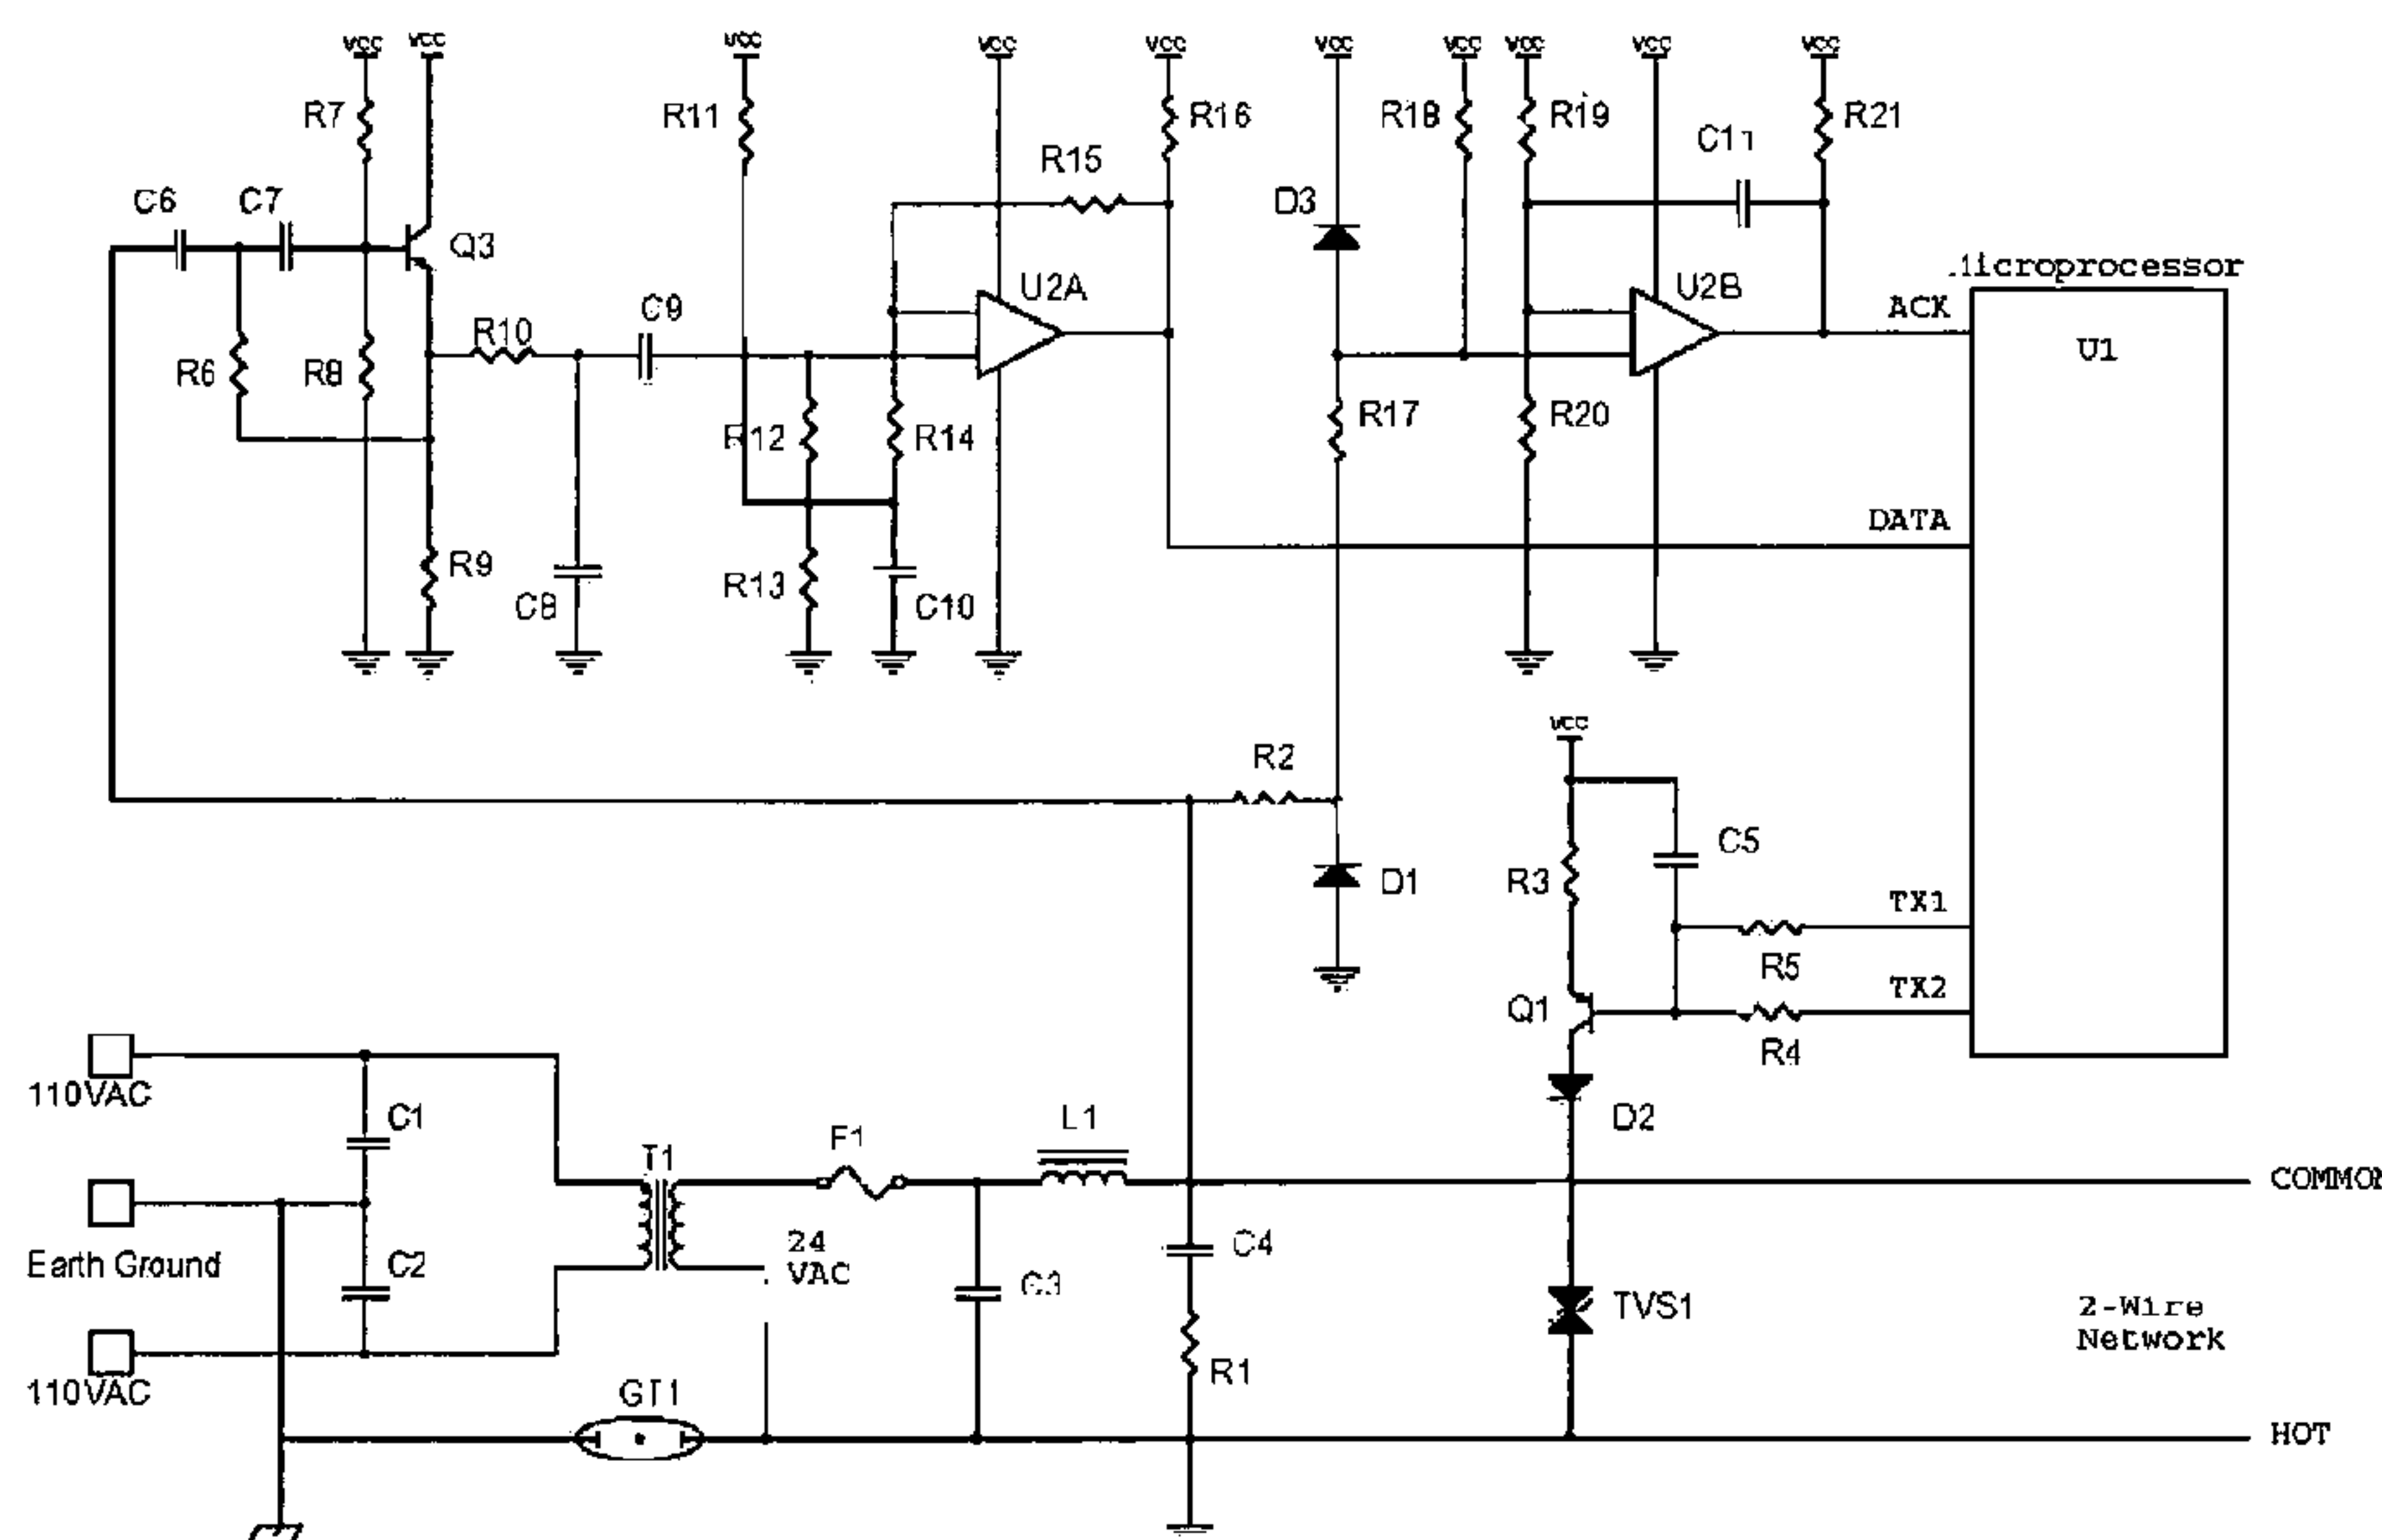 VCC VCC VCC VCC VCC VCC VCC VCC VCC VCC
R7 R11 R16 R18 R19 R21
C11
R15
C6 C7 D3
Q3
Microprocessor
U2A U2B ACK
C9
R10 U1
R6 R8
R17 R20
R12 R14
DATA
R9 R13
C8 C10
VCC
R2
C5
D1 R3
TX1
R5
TX2
Q1
R4
110VAC
C1 D2
F1 L1
T1
COMMON
24
VAC
C4
Earth Ground C2 C3
TVS1
2-Wire
Network
R1
110VAC GT1
HOT